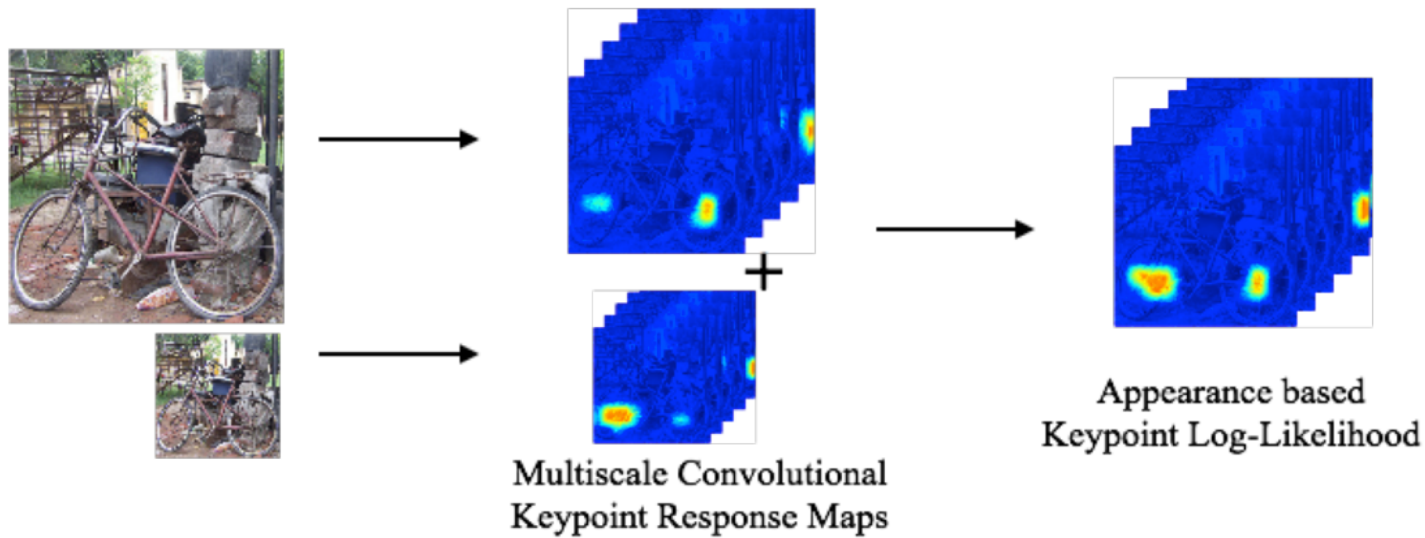 Multiscale Convolutional
Keypoint Response Maps
Appearance based
Keypoint Log-Likelihood